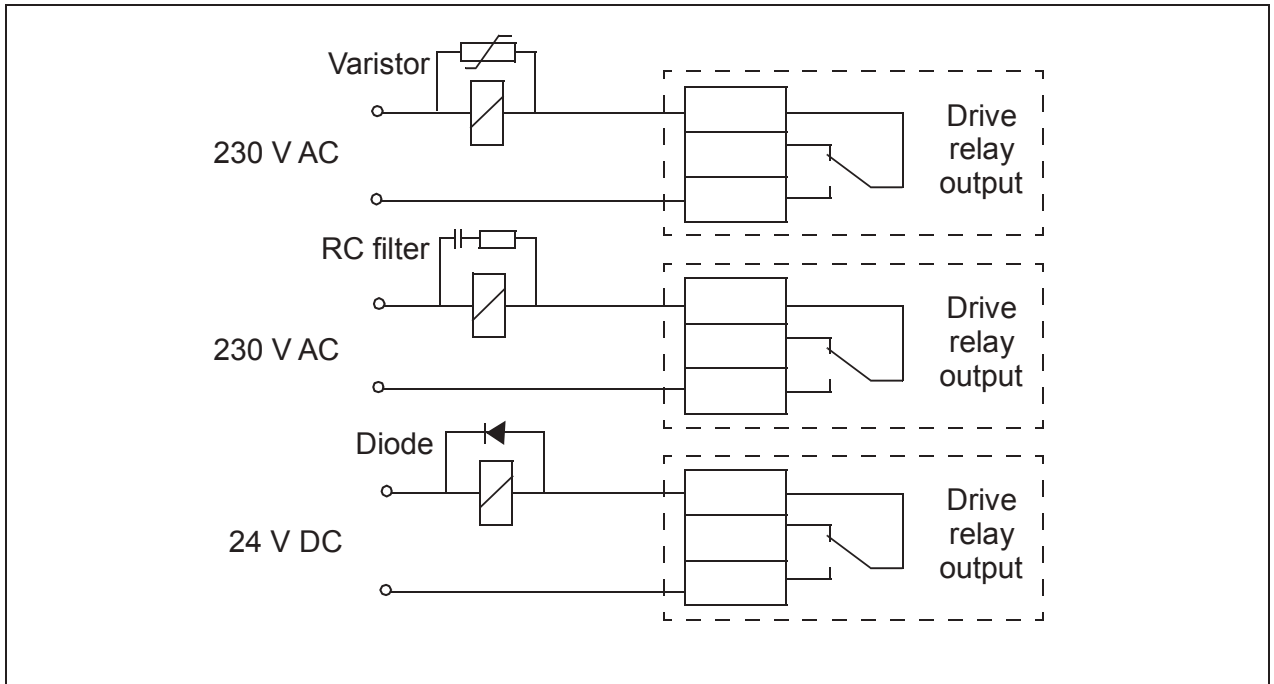 Varistor
230 V AC
Drive
relay
output
RC filter
230 V AC
Drive
relay
output
Diode
24 V DC
Drive
relay
output